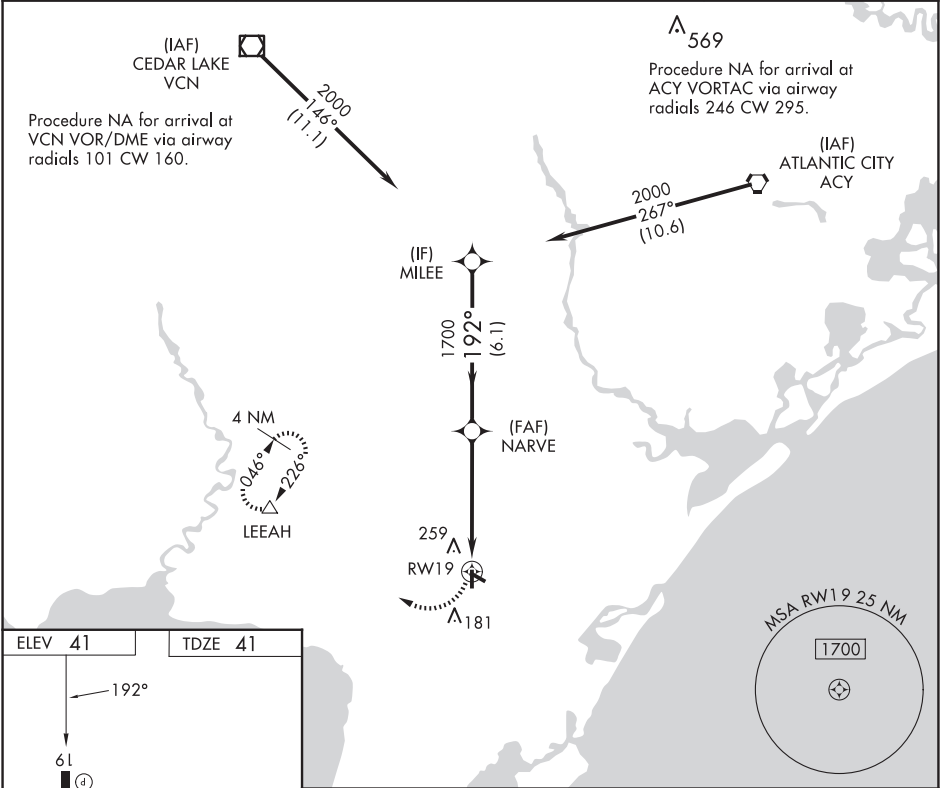 (IAF)
CEDAR LAKE
VCN
2000
146°
(11.1)
Procedure NA for arrival at
VCN VOR/DME via airway
radials 101 CW 160.
569
Procedure NA for arrival at
ACY VORTAC via airway
radials 246 CW 295.
(IAF)
ATLANTIC CITY
ACY
2000
267°
(10.6)
(IF)
MILEE
1700
192°
(6.1)
(FAF)
NARVE
4 NM
046°
226°
LEEAH
259
RW19
181
MSA RW19 25 NM
1700
ELEV 41
TDZE 41
192°
19
P